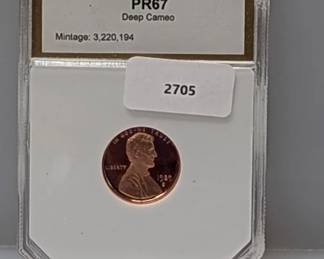 PR67
Deep Cameo
Mintage: 3,220,194
2705
IN GOD WE TRUST
LIBERTY
S